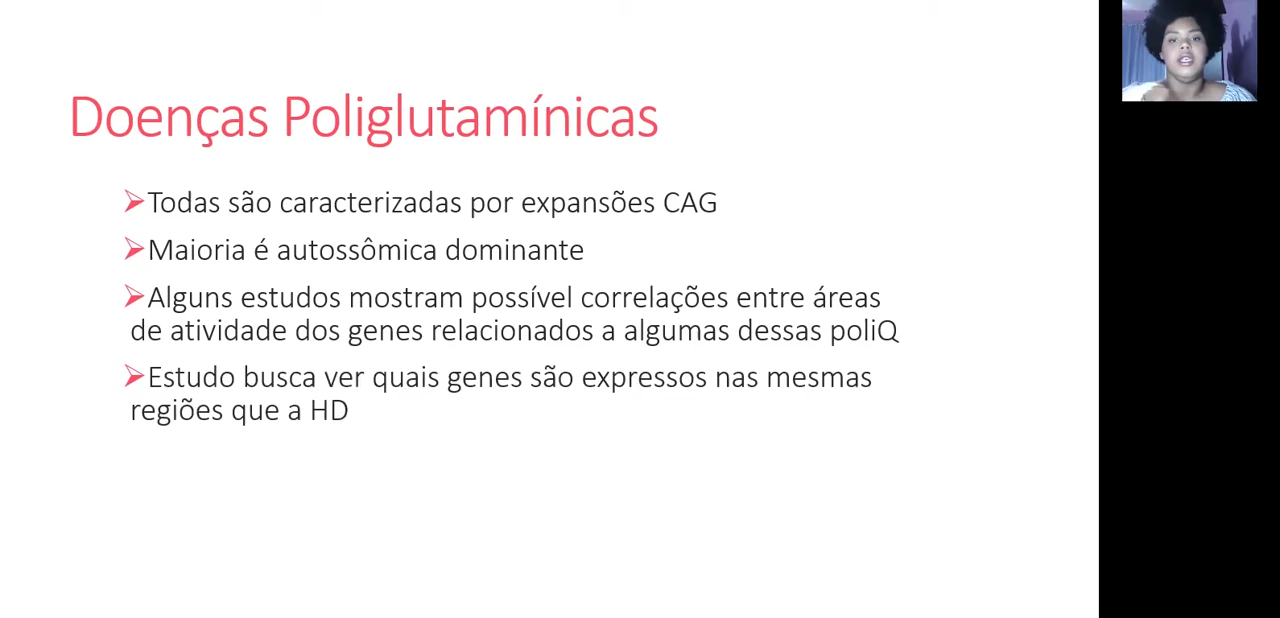 Doenças Poliglutamínicas
Todas são caracterizadas por expansões CAG
Maioria é autossômica dominante
Alguns estudos mostram possível correlações entre áreas
de atividade dos genes relacionados a algumas dessas poliQ
Estudo busca ver quais genes são expressos nas mesmas
regiões que a HD